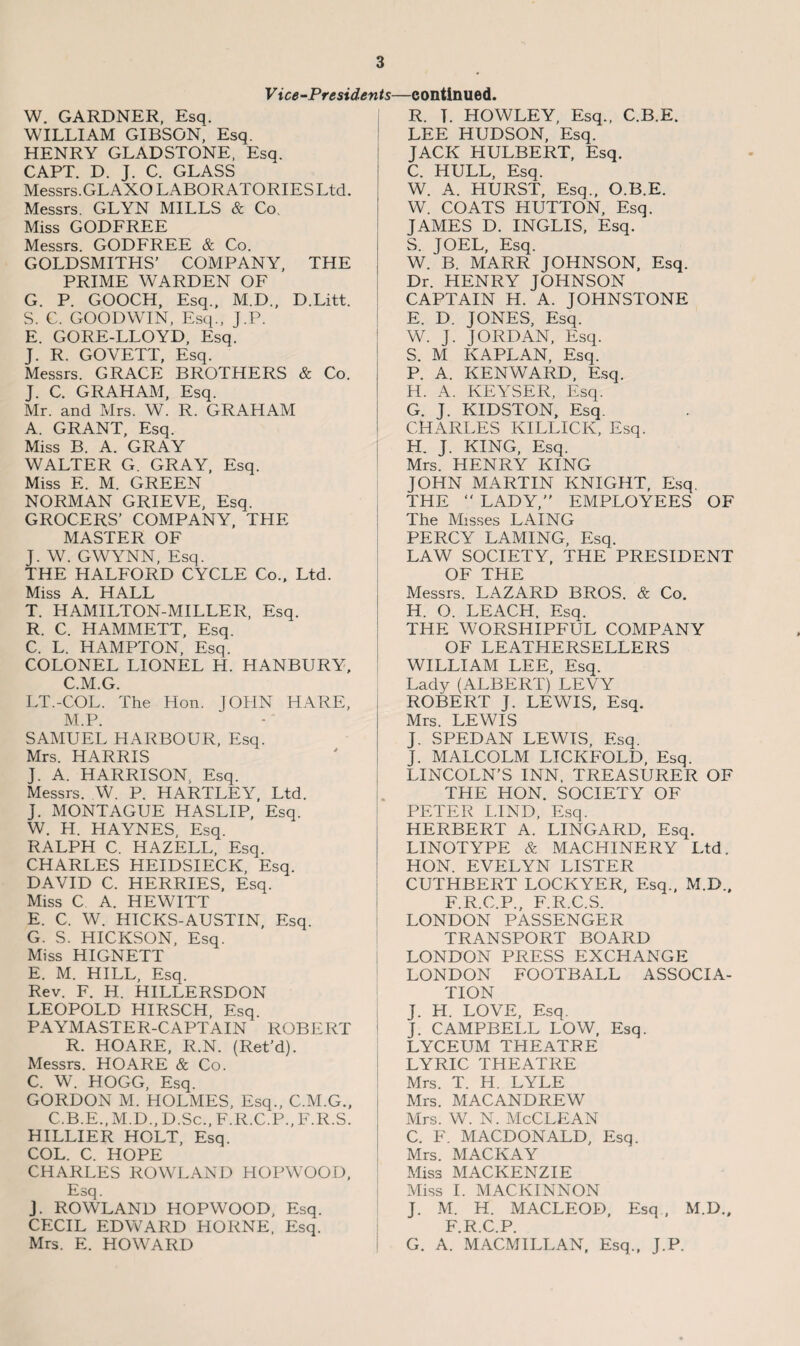 3
Vice-Presidents—continued.
W. GARDNER, Esq.
WILLIAM GIBSON, Esq.
HENRY GLADSTONE, Esq.
CAPT. D. J. C. GLASS
Messrs.GLAXO LABORATORIES Ltd.
Messrs. GLYN MILLS & Co.
Miss GODFREE
Messrs. GODFREE & Co.
GOLDSMITHS' COMPANY, THE
PRIME WARDEN OF
G. P. GOOCH, Esq., M.D., D.Litt.
S. C. GOODWIN, Esq., J.P.
E. GORE-LLOYD, Esq.
J. R. GOVETT, Esq.
Messrs. GRACE BROTHERS & Co.
J. C. GRAHAM, Esq.
Mr. and Mrs. W. R. GRAHAM
A. GRANT, Esq.
Miss B. A. GRAY
WALTER G. GRAY, Esq.
Miss E. M. GREEN
NORMAN GRIEVE, Esq.
GROCERS' COMPANY, THE
MASTER OF
J. W. GWYNN, Esq.
THE HALFORD CYCLE Co., Ltd.
Miss A. HALL
T. HAMILTON-MILLER, Esq.
R. C. HAMMETT, Esq.
C. L. HAMPTON, Esq.
COLONEL LIONEL H. HANBURY,
C.M.G.
LT.-COL. The Hon. JOHN HARE,
M.P.
SAMUEL HARBOUR, Esq.
Mrs. HARRIS
J. A. HARRISON, Esq.
Messrs. W. P. HARTLEY, Ltd.
J. MONTAGUE HASLIP, Esq.
W. H. HAYNES, Esq.
RALPH C. HAZELL, Esq.
CHARLES HEIDSIECK, Esq.
DAVID C. HERRIES, Esq.
Miss C A. HEWITT
E. C. W. HICKS-AUSTIN, Esq.
G. S. HICKSON, Esq.
Miss HIGNETT
E. M. HILL, Esq.
Rev. F. H. HILLERSDON
LEOPOLD HIRSCH, Esq.
PAYMASTER-CAPTAIN ROBERT
R. HOARE, R.N. (Ret'd).
Messrs. HOARE & Co.
C. W. HOGG, Esq.
GORDON M. HOLMES, Esq., C.M.G.,
C.B.E., M.D., D.Sc., F.R.C.P., F.R.S.
HILLIER HOLT, Esq.
COL. C. HOPE
CHARLES ROWLAND HOPWOOD,
Esq.
J. ROWLAND HOPWOOD, Esq.
CECIL EDWARD HORNE, Esq.
Mrs. E. HOWARD
R. T. HOWLEY, Esq., C.B.E.
LEE HUDSON, Esq.
JACK HULBERT, Esq.
C. HULL, Esq.
W. A. HURST, Esq., O.B.E.
W. COATS HUTTON, Esq.
JAMES D. INGLIS, Esq.
S. JOEL, Esq.
W. B. MARR JOHNSON, Esq.
Dr. HENRY JOHNSON
CAPTAIN H. A. JOHNSTONE
E. D. JONES, Esq.
W. J. JORDAN, Esq.
S. M KAPLAN, Esq.
P. A. KENWARD, Esq.
H. A. KEYSER, Esq.
G. J. KIDSTON, Esq.
CHARLES KILLICK, Esq.
H. J. KING, Esq.
Mrs. HENRY KING
JOHN MARTIN KNIGHT, Esq.
THE " LADY," EMPLOYEES OF
The Misses LAING
PERCY LAMING, Esq.
LAW SOCIETY, THE PRESIDENT
OF THE
Messrs. LAZARD BROS. & Co.
H. O. LEACH, Esq.
THE WORSHIPFUL COMPANY
OF LEATHERSELLERS
WILLIAM LEE, Esq.
Lady (ALBERT) LEVY
ROBERT J. LEWIS, Esq.
Mrs. LEWIS
J. SPEDAN LEWIS, Esq.
J. MALCOLM LICKFOLD, Esq.
LINCOLN'S INN, TREASURER OF
THE HON. SOCIETY OF
PETER LIND, Esq.
HERBERT A. LINGARD, Esq.
LINOTYPE & MACHINERY Ltd.
HON. EVELYN LISTER
CUTHBERT LOCKYER, Esq., M.D.,
F.R.C.P., F.R.C.S.
LONDON PASSENGER
TRANSPORT BOARD
LONDON PRESS EXCHANGE
LONDON FOOTBALL ASSOCIA-
TION
J. H. LOVE, Esq.
J. CAMPBELL LOW, Esq.
LYCEUM THEATRE
LYRIC THEATRE
Mrs. T. H. LYLE
Mrs. MACANDREW
Mrs. W. N. McCLEAN
C. F. MACDONALD, Esq.
Mrs. MACKAY
Miss MACKENZIE
Miss I. MACKINNON
J. M. H. MACLEOD, Esq., M.D.,
F.R.C.P.
G. A. MACMILLAN, Esq., J.P.